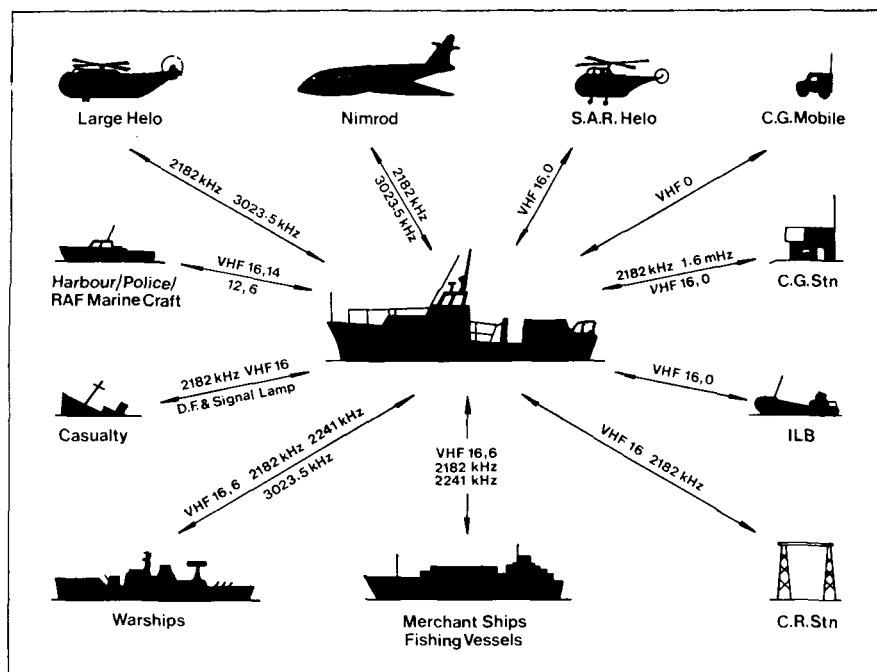 Large Helo
Nimrod
S.A.R. Helo
C.G. Mobile
2182 kHz 3023·5 kHz
2182 kHz
3023·5 kHz
VHF 16,0
VHF 0
Harbour/Police/
RAF Marine Craft
VHF 16,14
12,6
2182 kHz 1.6 mHz
VHF 16,0
C.G. Stn
Casualty
2182 kHz VHF 16
D.F. & Signal Lamp
VHF 16,0
ILB
VHF 16,6 2182 kHz 2241 kHz
3023·5 kHz
VHF 16,6
2182 kHz
2241 kHz
VHF 16 2182 kHz
Warships
Merchant Ships
Fishing Vessels
C.R. Stn